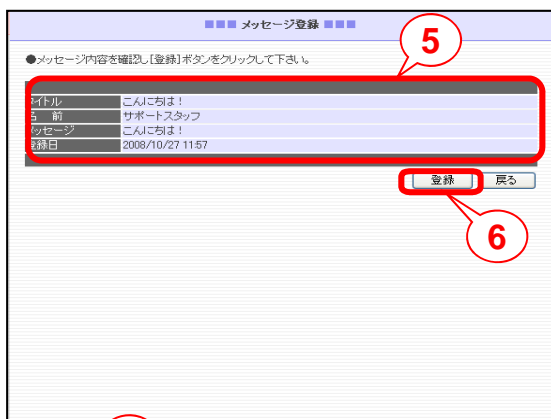 ■■■ メッセージ登録 ■■■
5
●メッセージ内容を確認し[登録]ボタンをクリックして下さい。
タイトル こんにちは！
名 前 サポートスタッフ
メッセージ こんにちは！
登録日 2008/10/27 11:57
登録 戻る
6